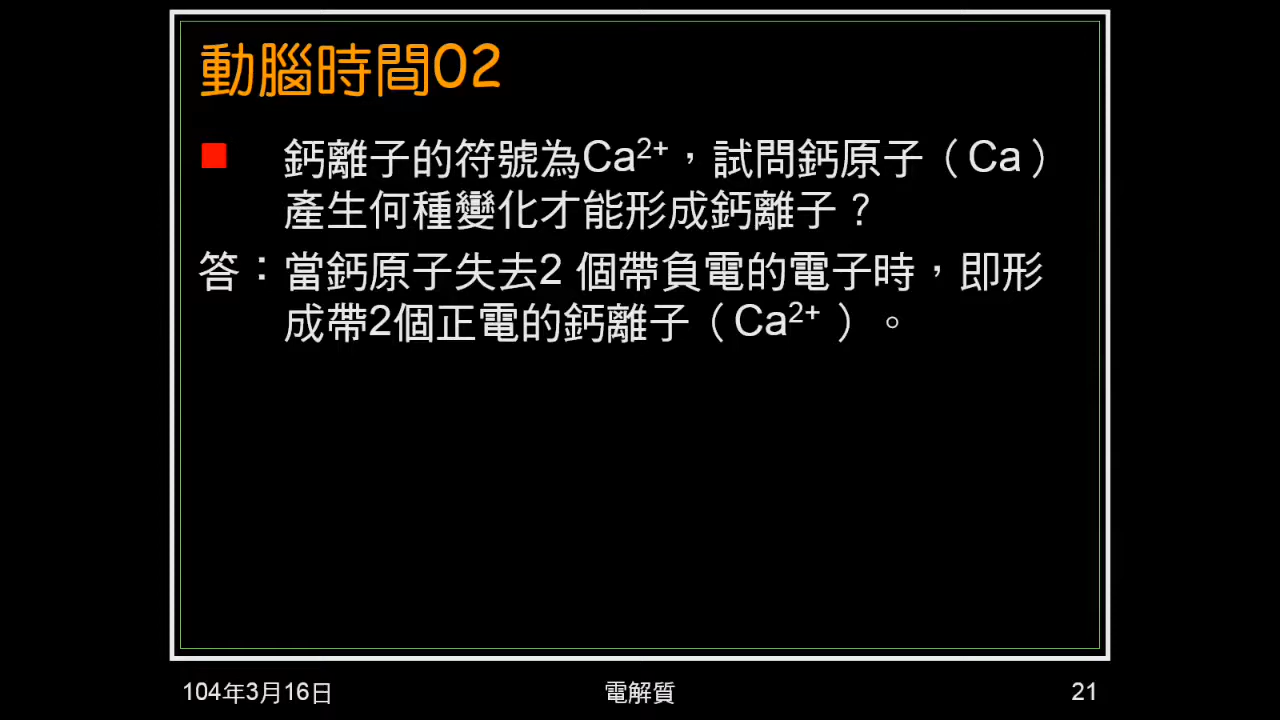 動腦時間02
鈣離子的符號為Ca²⁺，試問鈣原子（Ca）
產生何種變化才能形成鈣離子？
答：當鈣原子失去2 個帶負電的電子時，即形
成帶2個正電的鈣離子（Ca²⁺ ）。
104年3月16日
電解質
21